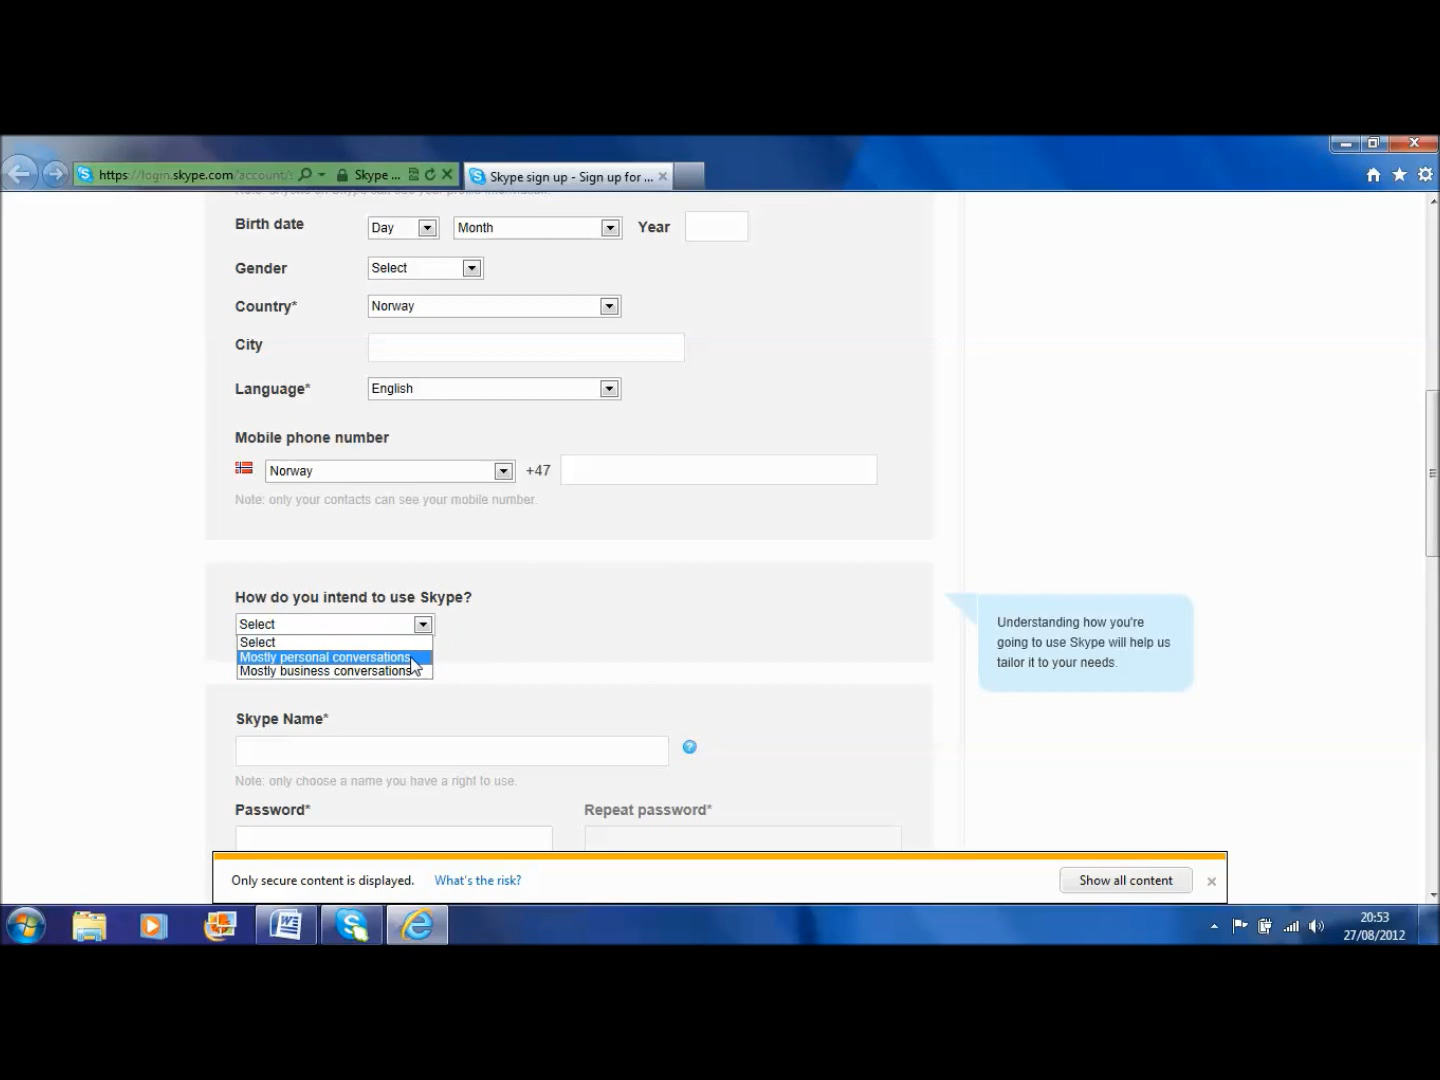 https://login.skype.com/account/s
Skype ...
Skype sign up - Sign up for ...
Birth date
Day
Month
Year
Gender
Select
Country*
Norway
City
Language*
English
Mobile phone number
Norway
+47
Note: only your contacts can see your mobile number.
How do you intend to use Skype?
Select
Select
Mostly personal conversations
Mostly business conversations
Understanding how you're
going to use Skype will help us
tailor it to your needs.
Skype Name*
Note: only choose a name you have a right to use.
Password*
Repeat password*
Only secure content is displayed.
What's the risk?
Show all content
20:53
27/08/2012